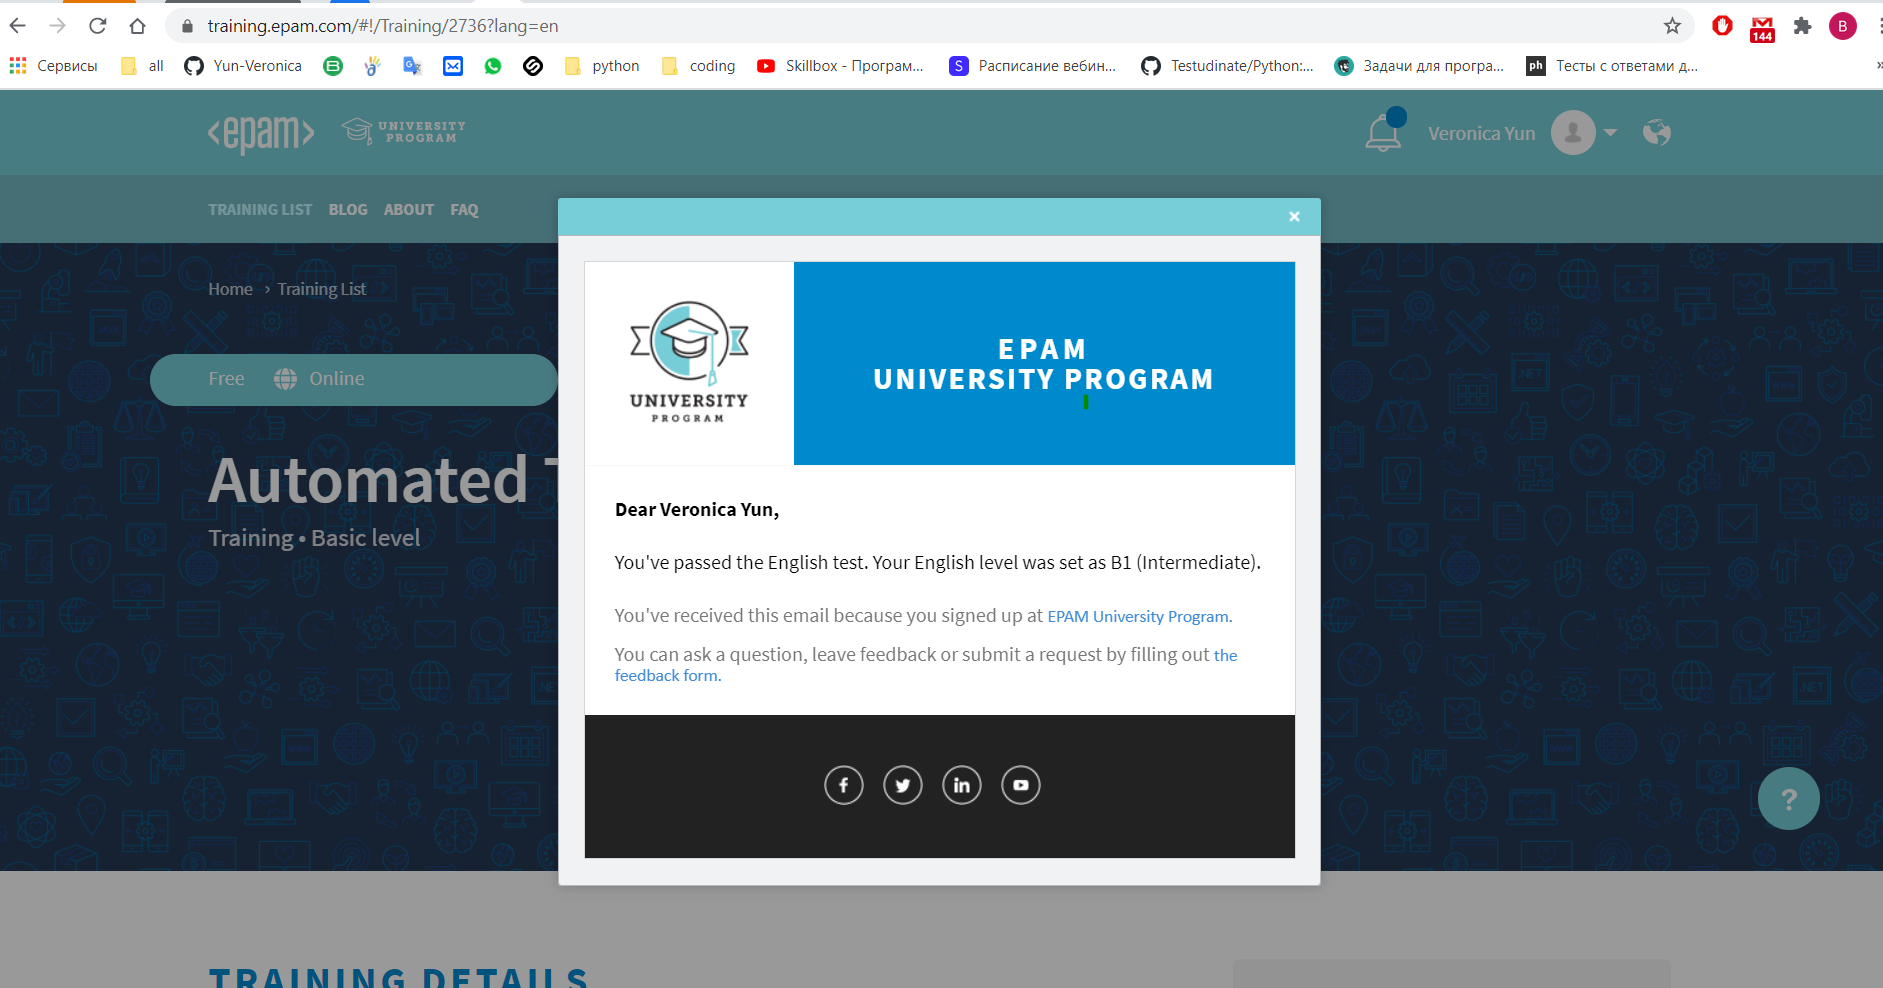 training.epam.com/#!/Training/2736?lang=en
144
B
Сервисы
all
Yun-Veronica
python
coding
Skillbox - Програм...
S
Расписание вебин...
Testudinate/Python:...
Задачи для програ...
ph
Тесты с ответами д...
»
<epam>
UNIVERSITY
PROGRAM
Veronica Yun
TRAINING LIST BLOG ABOUT FAQ
Home › Training List
Free Online
Automated
Training • Basic level
×
UNIVERSITY
PROGRAM
EPAM
UNIVERSITY PROGRAM
Dear Veronica Yun,
You've passed the English test. Your English level was set as B1 (Intermediate).
You've received this email because you signed up at EPAM University Program.
You can ask a question, leave feedback or submit a request by filling out the
feedback form.
?
TRAINING DETAILS